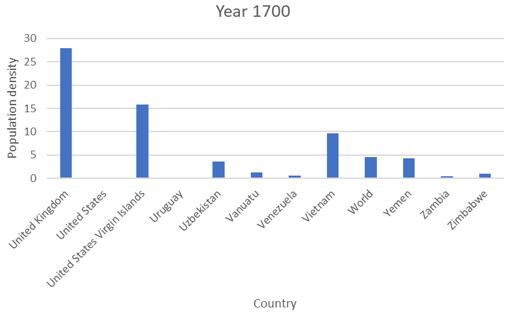 Year 1700
Population density
30
25
20
15
10
5
0
United Kingdom
United States
United States Virgin Islands
Uruguay
Uzbekistan
Vanuatu
Venezuela
Vietnam
World
Yemen
Zambia
Zimbabwe
Country